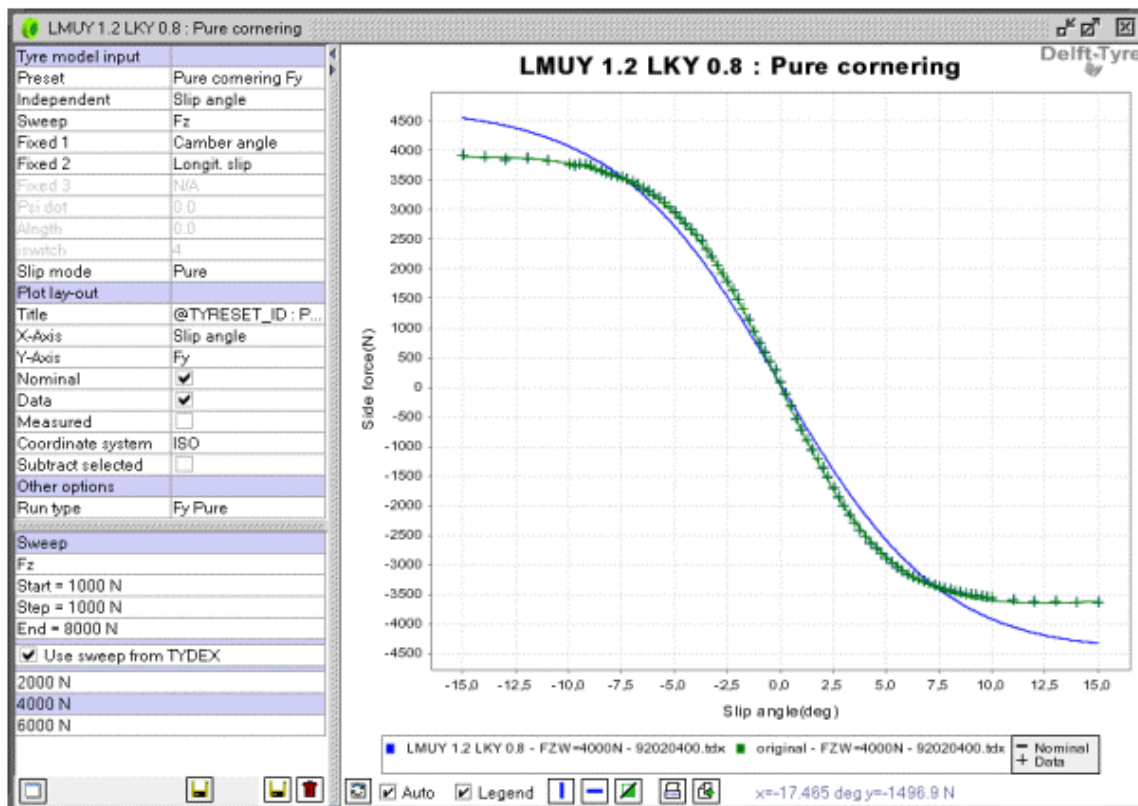 LMUY 1.2 LKY 0.8 : Pure cornering
Tyre model input
Preset Pure cornering Fy
Independent Slip angle
Sweep Fz
Fixed 1 Camber angle
Fixed 2 Longit. slip
Fixed 3 N/A
Psi dot 0.0
Alngth 0.0
iswitch 4
Slip mode Pure
Plot lay-out
Title @TYRESET_ID : P...
X-Axis Slip angle
Y-Axis Fy
Nominal
Data
Measured
Coordinate system ISO
Subtract selected
Other options
Run type Fy Pure
Sweep
Fz
Start = 1000 N
Step = 1000 N
End = 8000 N
Use sweep from TYDEX
2000 N
4000 N
6000 N
LMUY 1.2 LKY 0.8 : Pure cornering
Delft-Tyre
Side force(N)
4500
4000
3500
3000
2500
2000
1500
1000
500
0
-500
-1000
-1500
-2000
-2500
-3000
-3500
-4000
-4500
-15,0 -12,5 -10,0 -7,5 -5,0 -2,5 0,0 2,5 5,0 7,5 10,0 12,5 15,0
Slip angle(deg)
LMUY 1.2 LKY 0.8 - FZW=4000N - 92020400.tdx original - FZW=4000N - 92020400.tdx
Nominal
+ Data
Auto Legend x=-17.465 deg y=-1496.9 N